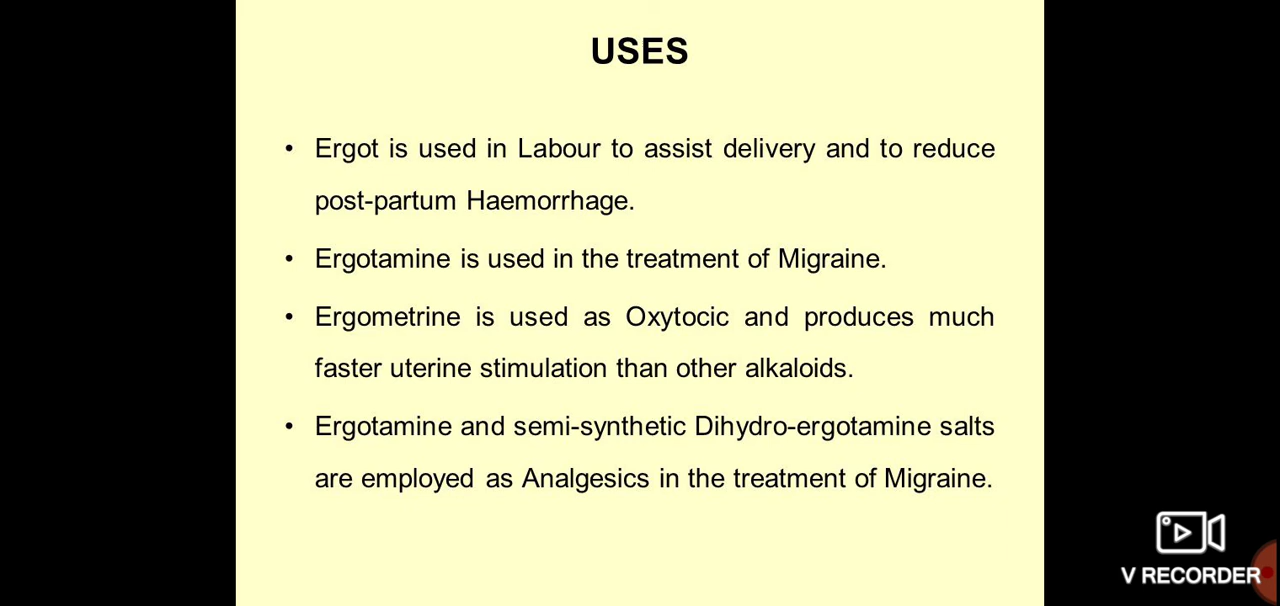 USES
• Ergot is used in Labour to assist delivery and to reduce
post-partum Haemorrhage.
• Ergotamine is used in the treatment of Migraine.
• Ergometrine is used as Oxytocic and produces much
faster uterine stimulation than other alkaloids.
• Ergotamine and semi-synthetic Dihydro-ergotamine salts
are employed as Analgesics in the treatment of Migraine.
V RECORDER